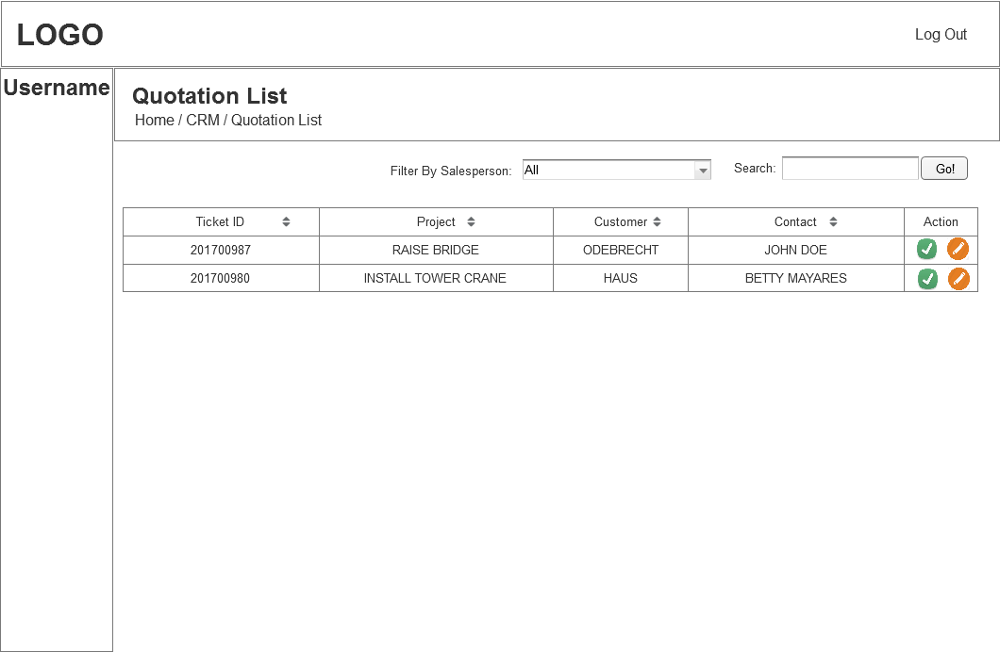 LOGO
Log Out
Username
Quotation List
Home / CRM / Quotation List
Filter By Salesperson: All Search: Go!
Ticket ID Project Customer Contact Action
201700987 RAISE BRIDGE ODEBRECHT JOHN DOE
201700980 INSTALL TOWER CRANE HAUS BETTY MAYARES